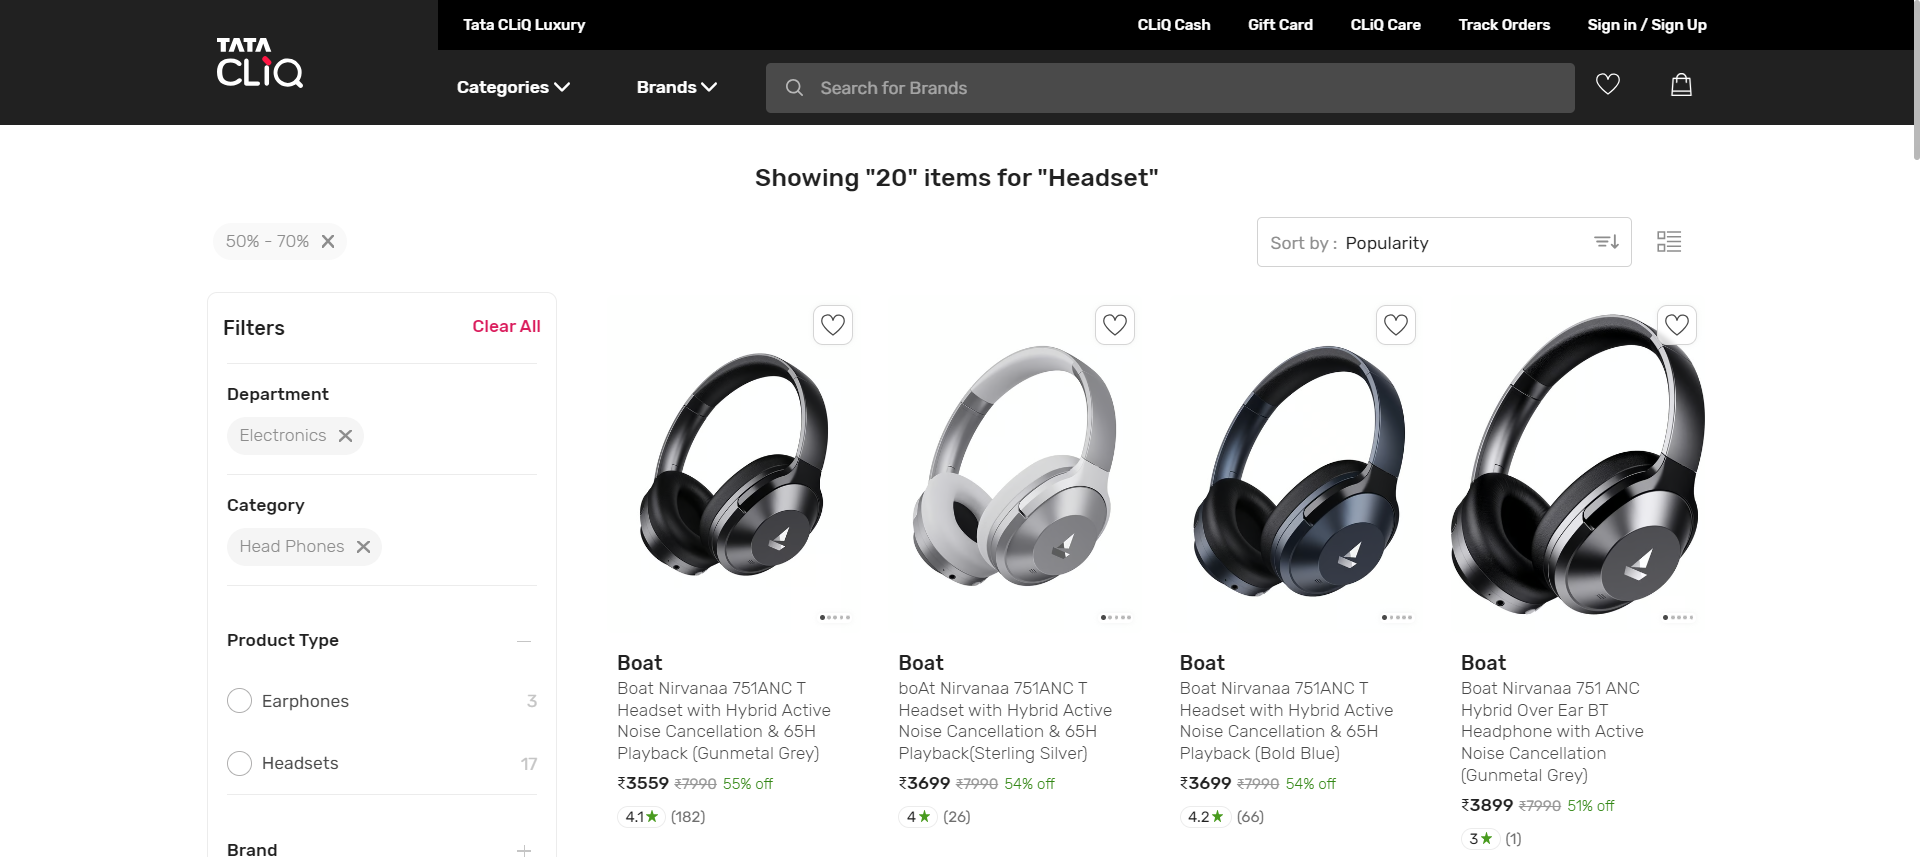 Tata CLiQ Luxury
CLiQ Cash
Gift Card
CLiQ Care
Track Orders
Sign in / Sign Up
TATA
CLiQ
Categories
Brands
Search for Brands
Showing "20" items for "Headset"
50% - 70%
Sort by : Popularity
Filters
Clear All
Department
Electronics
Category
Head Phones
Product Type
Earphones 3
Headsets 17
Brand
Boat
Boat Nirvanaa 751ANC T
Headset with Hybrid Active
Noise Cancellation & 65H
Playback (Gunmetal Grey)
₹3559 ₹7990 55% off
4.1★ (182)
Boat
boAt Nirvanaa 751ANC T
Headset with Hybrid Active
Noise Cancellation & 65H
Playback(Sterling Silver)
₹3699 ₹7990 54% off
4★ (26)
Boat
Boat Nirvanaa 751ANC T
Headset with Hybrid Active
Noise Cancellation & 65H
Playback (Bold Blue)
₹3699 ₹7990 54% off
4.2★ (66)
Boat
Boat Nirvanaa 751 ANC
Hybrid Over Ear BT
Headphone with Active
Noise Cancellation
(Gunmetal Grey)
₹3899 ₹7990 51% off
3★ (1)